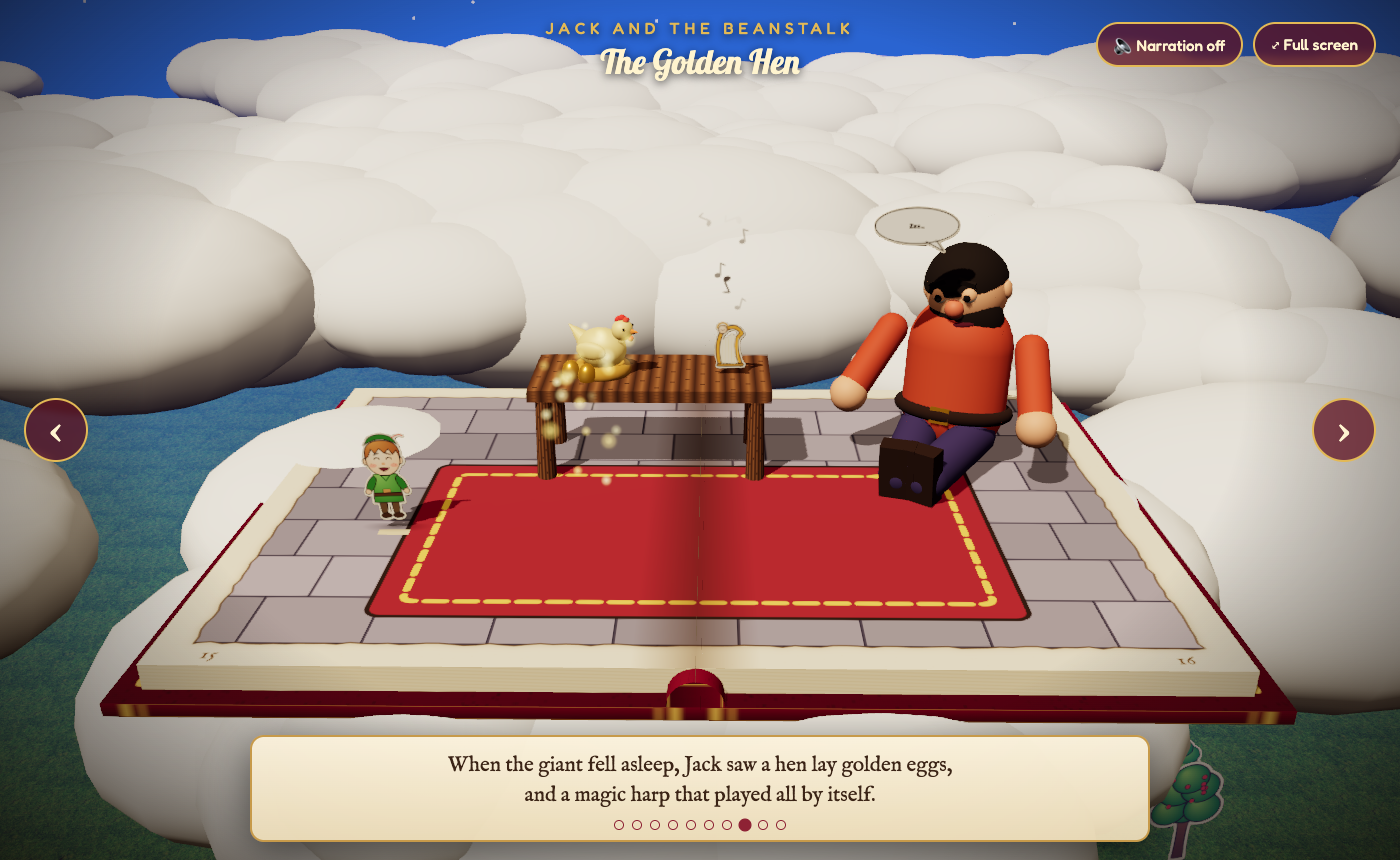 JACK AND THE BEANSTALK
The Golden Hen
Narration off
Full screen
15
16
When the giant fell asleep, Jack saw a hen lay golden eggs,
and a magic harp that played all by itself.